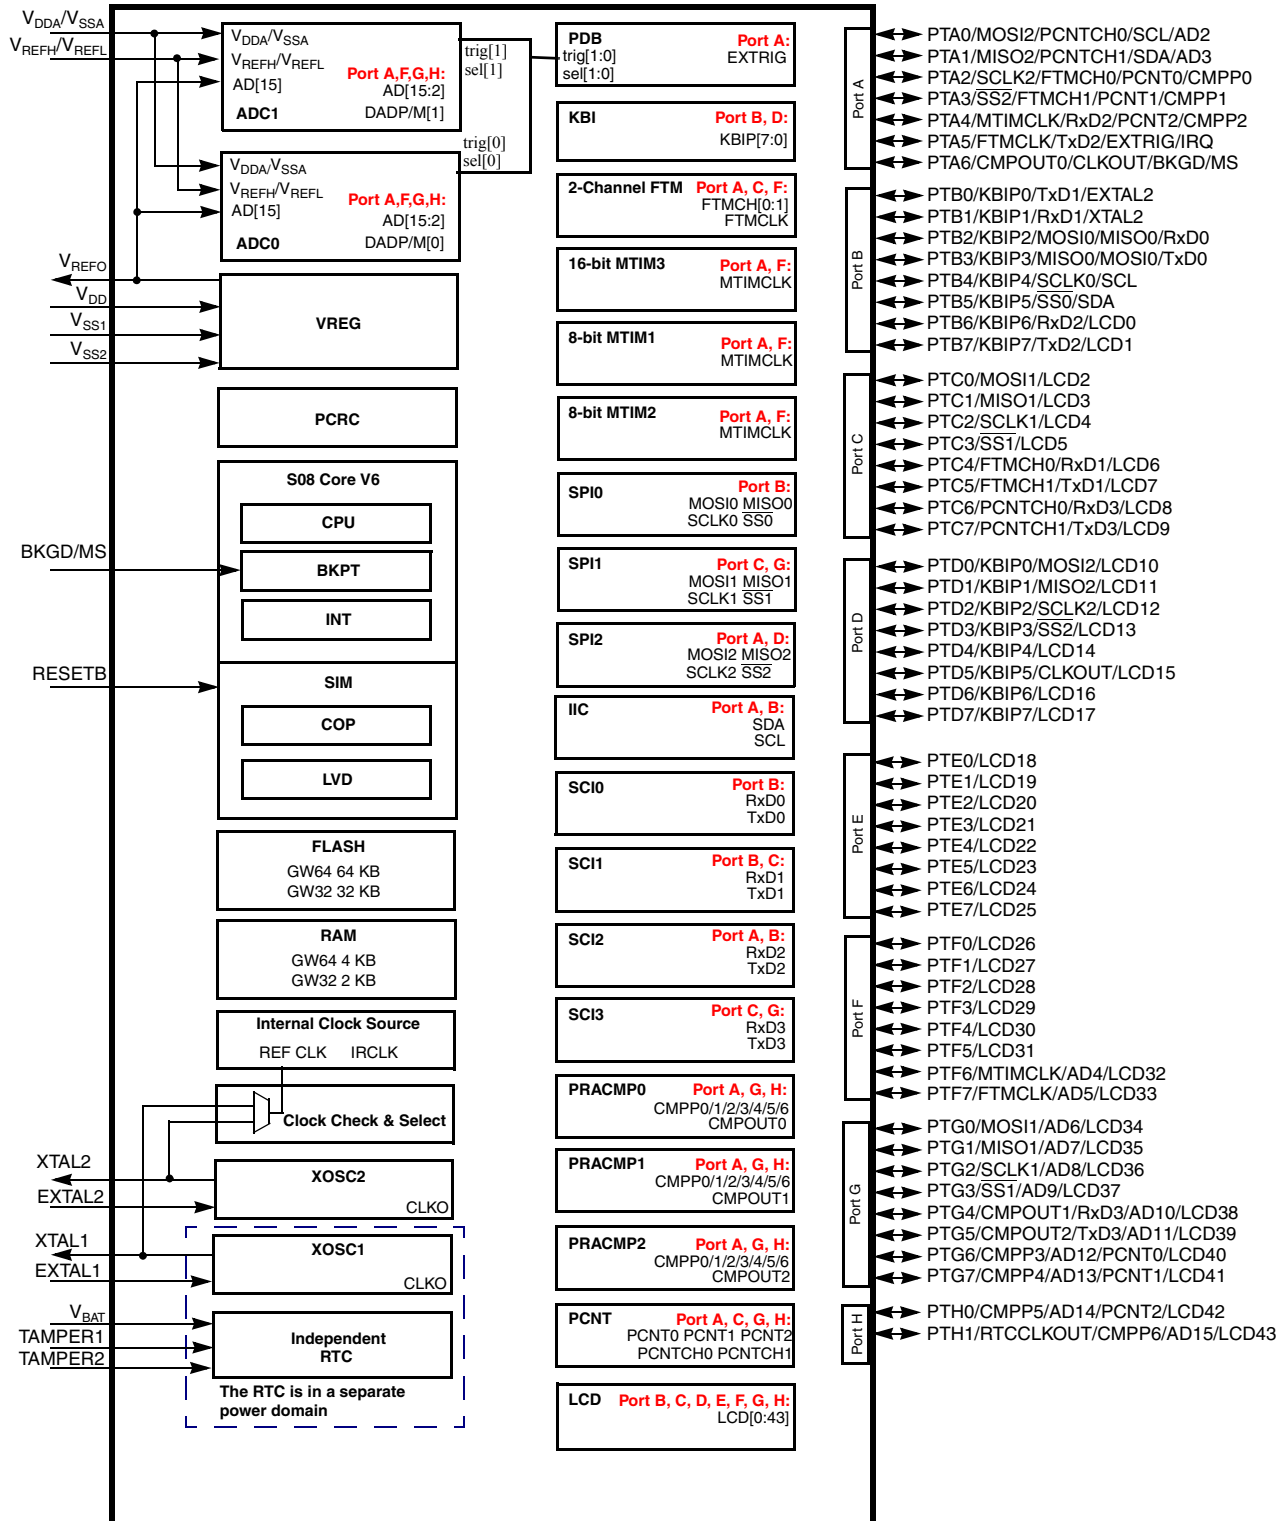 VDDA/VSSA
VREFH/VREFL
VREFO
VDD
VSS1
VSS2
BKGD/MS
RESETB
XTAL2
EXTAL2
XTAL1
EXTAL1
VBAT
TAMPER1
TAMPER2
VDDA/VSSA
VREFH/VREFL
Port A,F,G,H:
AD[15]
AD[15:2]
ADC1
DADP/M[1]
trig[1]
sel[1]
trig[0]
sel[0]
VDDA/VSSA
VREFH/VREFL
Port A,F,G,H:
AD[15]
AD[15:2]
ADC0
DADP/M[0]
VREG
PCRC
S08 Core V6
CPU
BKPT
INT
SIM
COP
LVD
FLASH
GW64 64 KB
GW32 32 KB
RAM
GW64 4 KB
GW32 2 KB
Internal Clock Source
REF CLK IRCLK
Clock Check & Select
XOSC2
CLKO
XOSC1
CLKO
Independent
RTC
The RTC is in a separate
power domain
PDB Port A:
trig[1:0] EXTRIG
sel[1:0]
KBI Port B, D:
KBIP[7:0]
2-Channel FTM Port A, C, F:
FTMCH[0:1]
FTMCLK
16-bit MTIM3 Port A, F:
MTIMCLK
8-bit MTIM1 Port A, F:
MTIMCLK
8-bit MTIM2 Port A, F:
MTIMCLK
SPI0 Port B:
MOSI0 MISO0
SCLK0 SS0
SPI1 Port C, G:
MOSI1 MISO1
SCLK1 SS1
SPI2 Port A, D:
MOSI2 MISO2
SCLK2 SS2
IIC Port A, B:
SDA
SCL
SCI0 Port B:
RxD0
TxD0
SCI1 Port B, C:
RxD1
TxD1
SCI2 Port A, B:
RxD2
TxD2
SCI3 Port C, G:
RxD3
TxD3
PRACMP0 Port A, G, H:
CMPP0/1/2/3/4/5/6
CMPOUT0
PRACMP1 Port A, G, H:
CMPP0/1/2/3/4/5/6
CMPOUT1
PRACMP2 Port A, G, H:
CMPP0/1/2/3/4/5/6
CMPOUT2
PCNT Port A, C, G, H:
PCNT0 PCNT1 PCNT2
PCNTCH0 PCNTCH1
LCD Port B, C, D, E, F, G, H:
LCD[0:43]
Port A
PTA0/MOSI2/PCNTCH0/SCL/AD2
PTA1/MISO2/PCNTCH1/SDA/AD3
PTA2/SCLK2/FTMCH0/PCNT0/CMPP0
PTA3/SS2/FTMCH1/PCNT1/CMPP1
PTA4/MTIMCLK/RxD2/PCNT2/CMPP2
PTA5/FTMCLK/TxD2/EXTRIG/IRQ
PTA6/CMPOUT0/CLKOUT/BKGD/MS
Port B
PTB0/KBIP0/TxD1/EXTAL2
PTB1/KBIP1/RxD1/XTAL2
PTB2/KBIP2/MOSI0/MISO0/RxD0
PTB3/KBIP3/MISO0/MOSI0/TxD0
PTB4/KBIP4/SCLK0/SCL
PTB5/KBIP5/SS0/SDA
PTB6/KBIP6/RxD2/LCD0
PTB7/KBIP7/TxD2/LCD1
Port C
PTC0/MOSI1/LCD2
PTC1/MISO1/LCD3
PTC2/SCLK1/LCD4
PTC3/SS1/LCD5
PTC4/FTMCH0/RxD1/LCD6
PTC5/FTMCH1/TxD1/LCD7
PTC6/PCNTCH0/RxD3/LCD8
PTC7/PCNTCH1/TxD3/LCD9
Port D
PTD0/KBIP0/MOSI2/LCD10
PTD1/KBIP1/MISO2/LCD11
PTD2/KBIP2/SCLK2/LCD12
PTD3/KBIP3/SS2/LCD13
PTD4/KBIP4/LCD14
PTD5/KBIP5/CLKOUT/LCD15
PTD6/KBIP6/LCD16
PTD7/KBIP7/LCD17
Port E
PTE0/LCD18
PTE1/LCD19
PTE2/LCD20
PTE3/LCD21
PTE4/LCD22
PTE5/LCD23
PTE6/LCD24
PTE7/LCD25
Port F
PTF0/LCD26
PTF1/LCD27
PTF2/LCD28
PTF3/LCD29
PTF4/LCD30
PTF5/LCD31
PTF6/MTIMCLK/AD4/LCD32
PTF7/FTMCLK/AD5/LCD33
Port G
PTG0/MOSI1/AD6/LCD34
PTG1/MISO1/AD7/LCD35
PTG2/SCLK1/AD8/LCD36
PTG3/SS1/AD9/LCD37
PTG4/CMPOUT1/RxD3/AD10/LCD38
PTG5/CMPOUT2/TxD3/AD11/LCD39
PTG6/CMPP3/AD12/PCNT0/LCD40
PTG7/CMPP4/AD13/PCNT1/LCD41
Port H
PTH0/CMPP5/AD14/PCNT2/LCD42
PTH1/RTCCLKOUT/CMPP6/AD15/LCD43